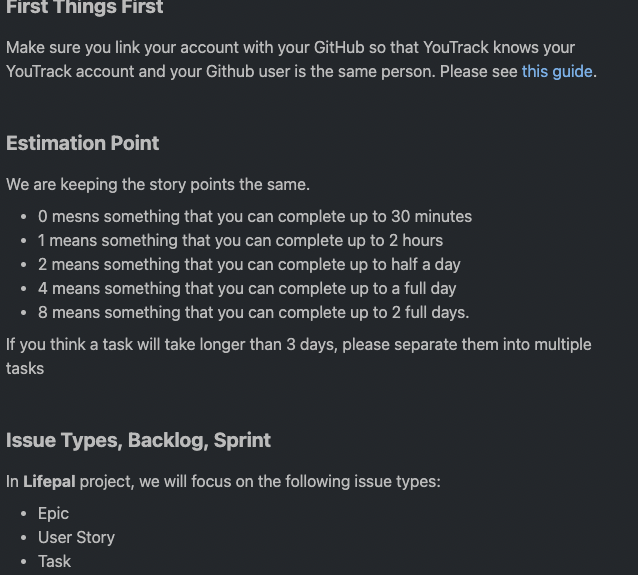 First Things First
Make sure you link your account with your GitHub so that YouTrack knows your
YouTrack account and your Github user is the same person. Please see this guide.
Estimation Point
We are keeping the story points the same.
• 0 mesns something that you can complete up to 30 minutes
• 1 means something that you can complete up to 2 hours
• 2 means something that you can complete up to half a day
• 4 means something that you can complete up to a full day
• 8 means something that you can complete up to 2 full days.
If you think a task will take longer than 3 days, please separate them into multiple
tasks
Issue Types, Backlog, Sprint
In Lifepal project, we will focus on the following issue types:
• Epic
• User Story
• Task